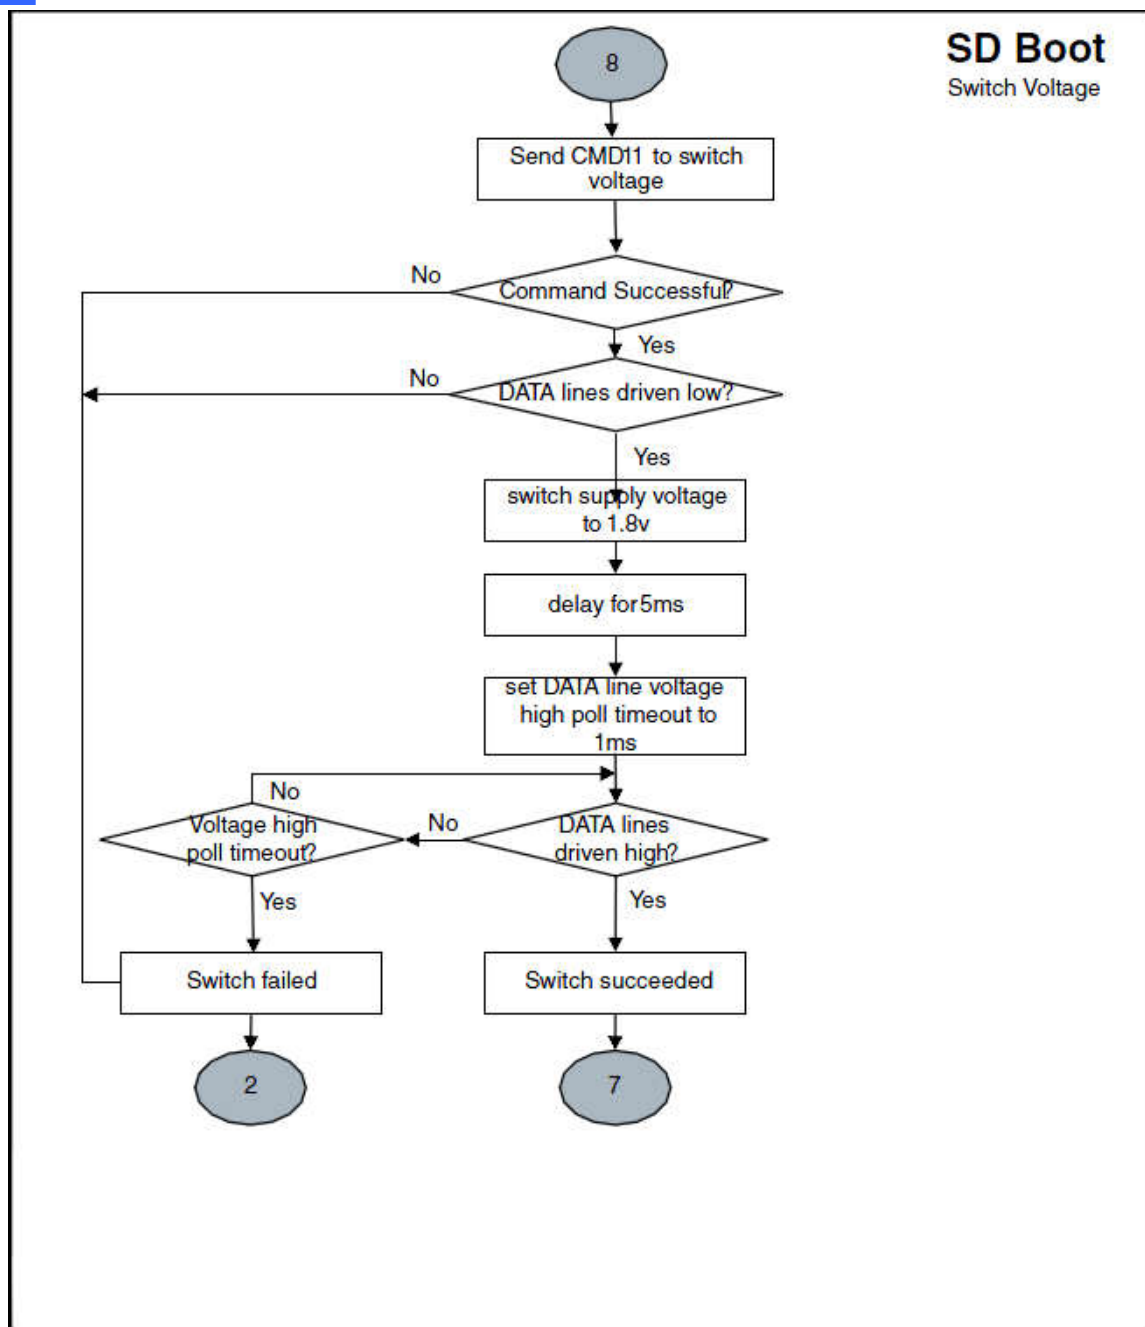 SD Boot
Switch Voltage
8
Send CMD11 to switch
voltage
No
Command Successful?
Yes
No
DATA lines driven low?
Yes
switch supply voltage
to 1.8v
delay for5ms
set DATA line voltage
high poll timeout to
1ms
No
Voltage high
poll timeout?
No
DATA lines
driven high?
Yes
Yes
Switch failed
Switch succeeded
2
7